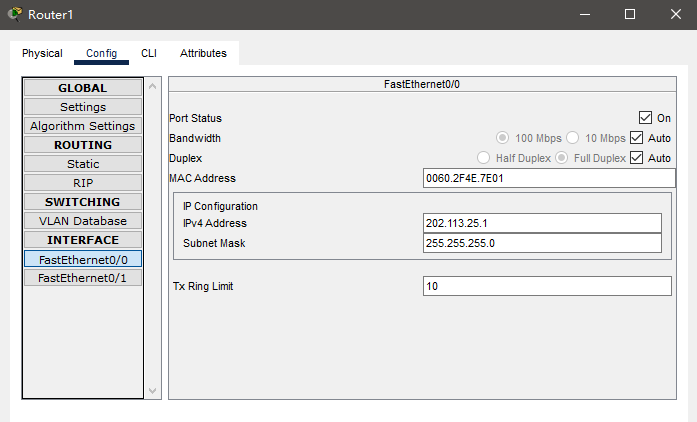 Router1
Physical Config CLI Attributes
GLOBAL
Settings
Algorithm Settings
ROUTING
Static
RIP
SWITCHING
VLAN Database
INTERFACE
FastEthernet0/0
FastEthernet0/1
FastEthernet0/0
Port Status On
Bandwidth 100 Mbps 10 Mbps Auto
Duplex Half Duplex Full Duplex Auto
MAC Address 0060.2F4E.7E01
IP Configuration
IPv4 Address 202.113.25.1
Subnet Mask 255.255.255.0
Tx Ring Limit 10